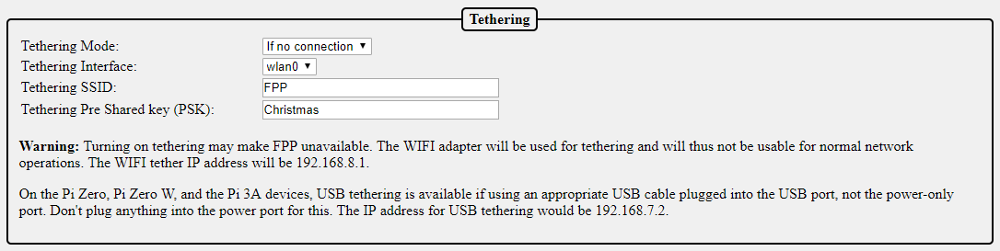 Tethering
Tethering Mode: If no connection
Tethering Interface: wlan0
Tethering SSID: FPP
Tethering Pre Shared key (PSK): Christmas
Warning: Turning on tethering may make FPP unavailable. The WIFI adapter will be used for tethering and will thus not be usable for normal network
operations. The WIFI tether IP address will be 192.168.8.1.
On the Pi Zero, Pi Zero W, and the Pi 3A devices, USB tethering is available if using an appropriate USB cable plugged into the USB port, not the power-only
port. Don't plug anything into the power port for this. The IP address for USB tethering would be 192.168.7.2.